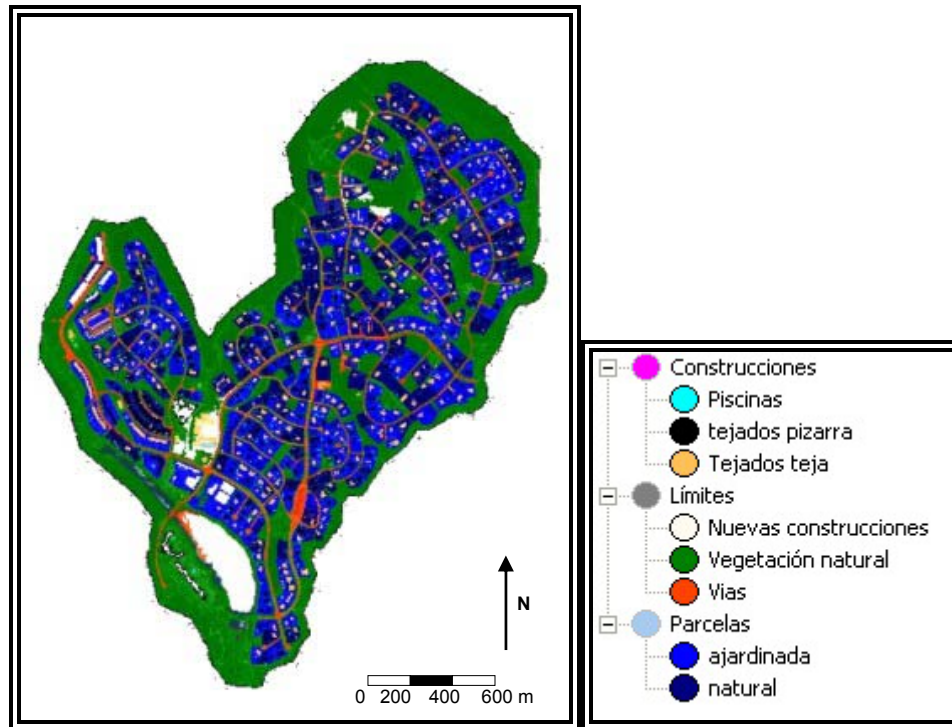 N
0 200 400 600 m
Construcciones
Piscinas
tejados pizarra
Tejados teja
Límites
Nuevas construcciones
Vegetación natural
Vias
Parcelas
ajardinada
natural